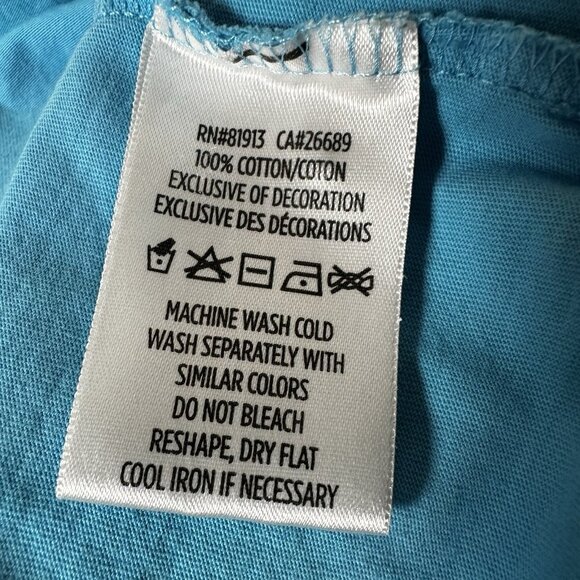 RN#81913 CA#26689
100% COTTON/COTON
EXCLUSIVE OF DECORATION
EXCLUSIVE DES DÉCORATIONS
MACHINE WASH COLD
WASH SEPARATELY WITH
SIMILAR COLORS
DO NOT BLEACH
RESHAPE, DRY FLAT
COOL IRON IF NECESSARY